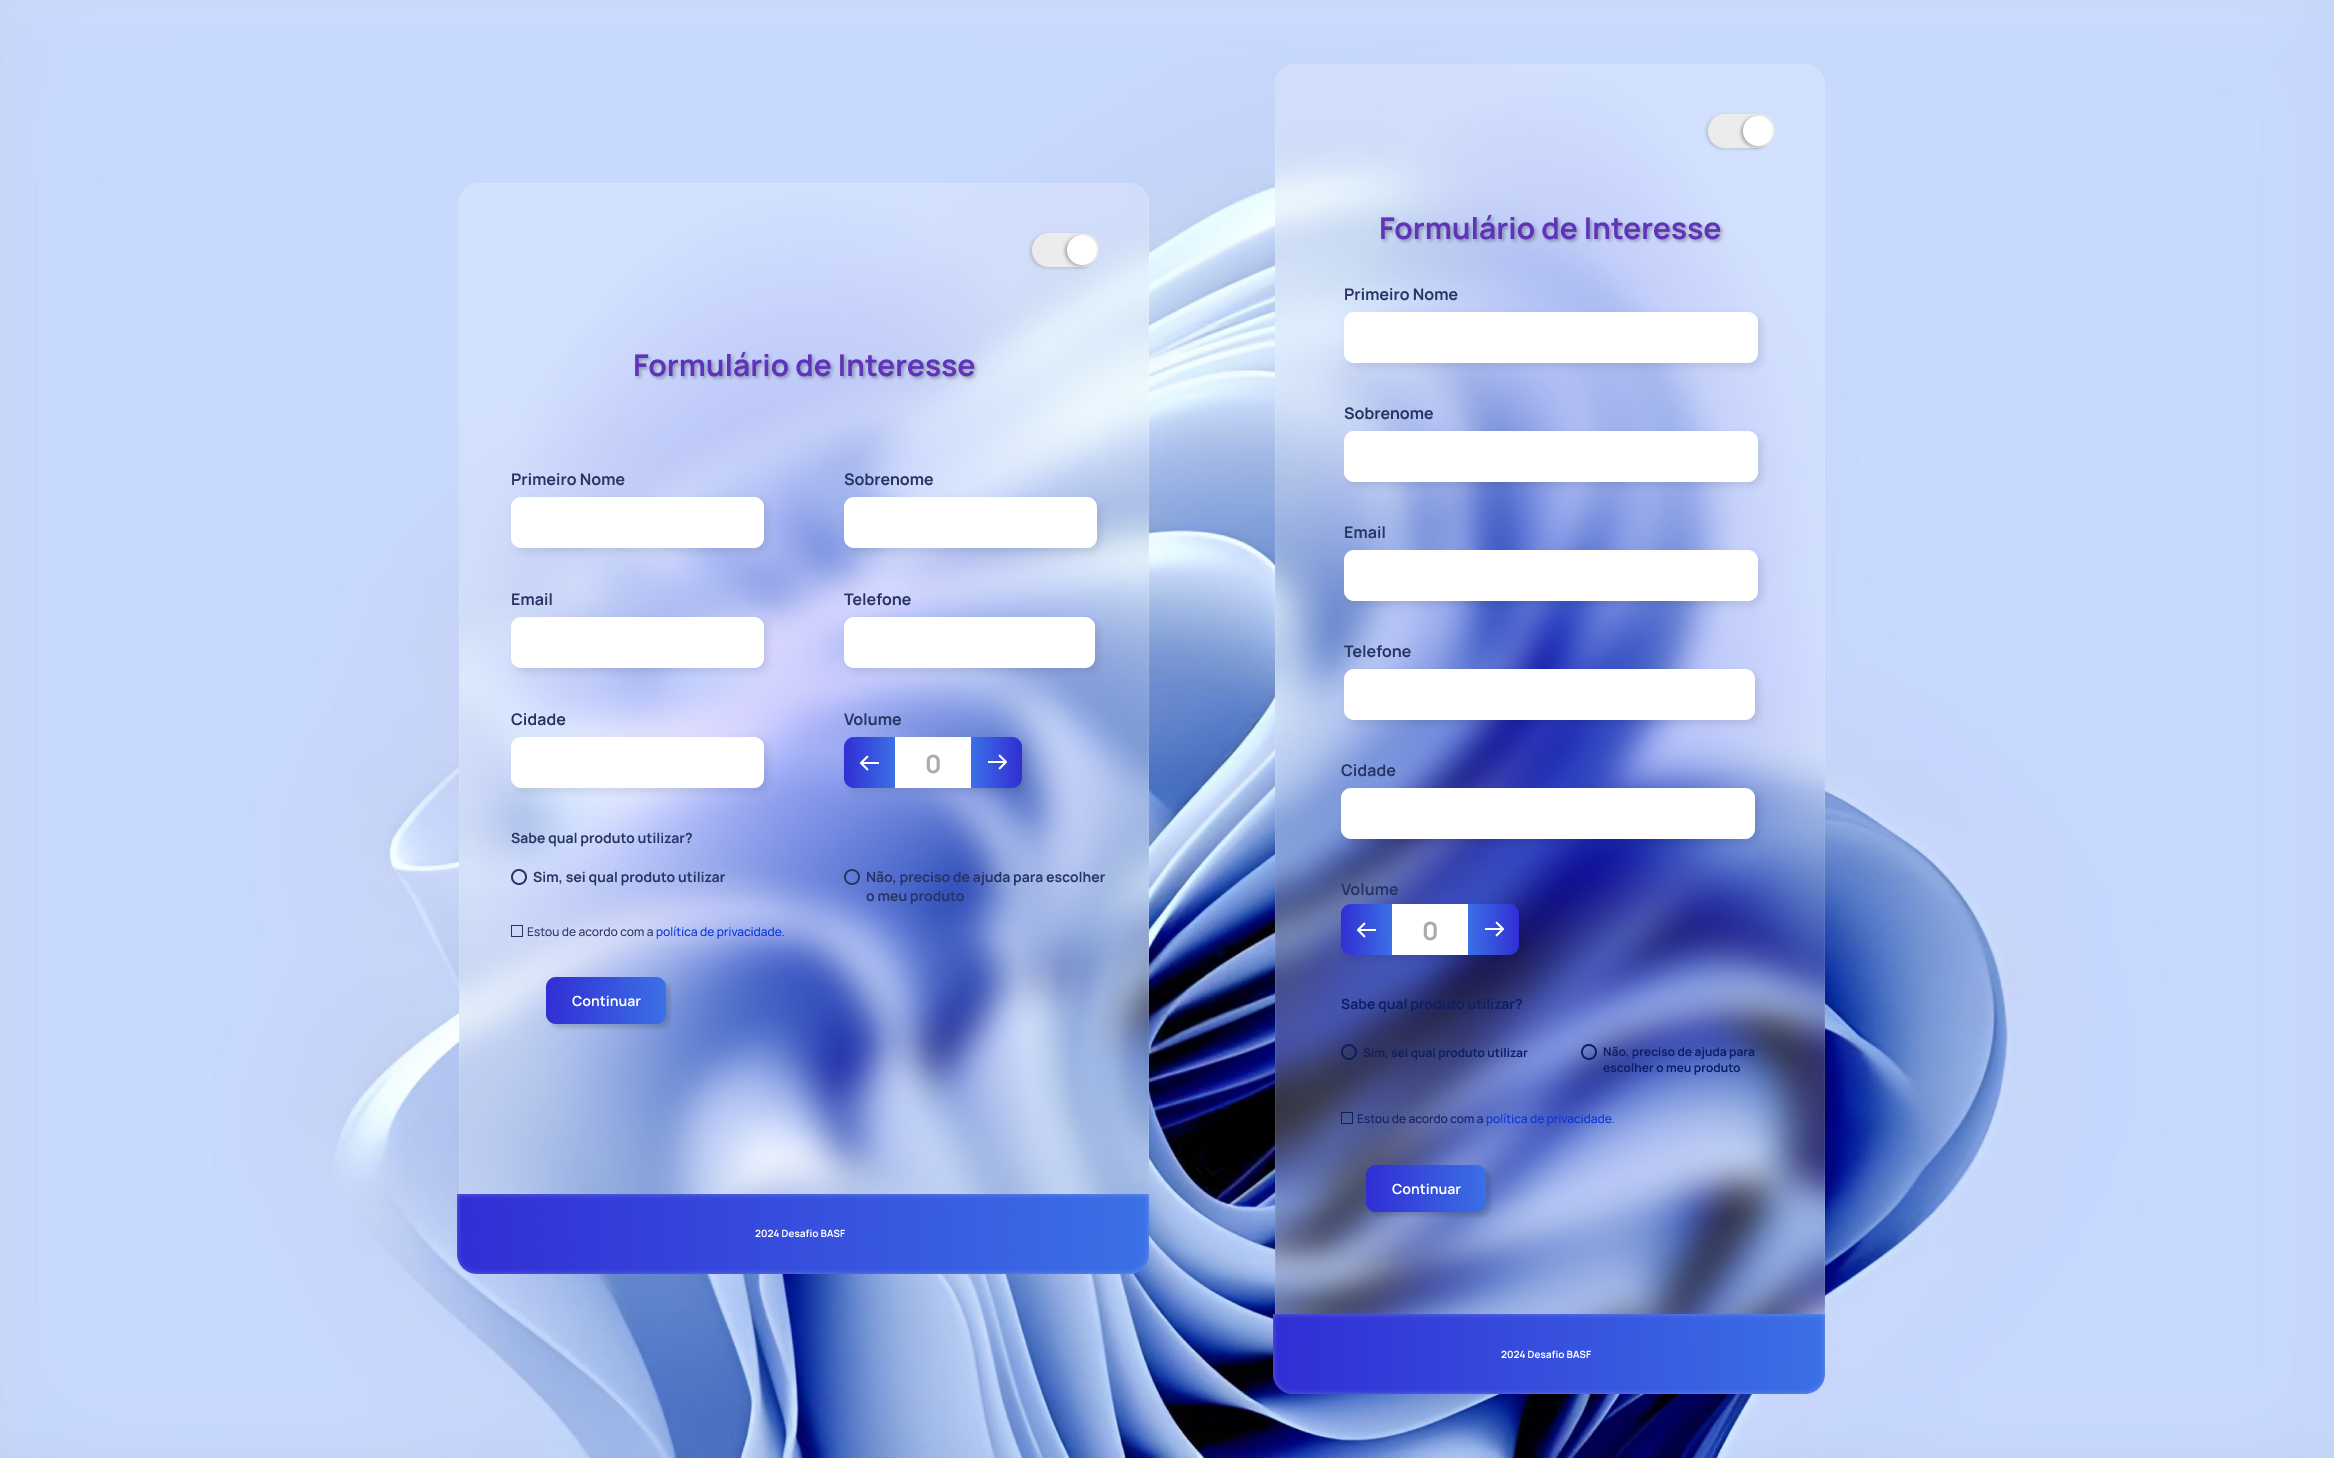 Formulário de Interesse
Primeiro Nome
Sobrenome
Email
Telefone
Cidade
Volume
0
Sabe qual produto utilizar?
Sim, sei qual produto utilizar
Não, preciso de ajuda para escolher
o meu produto
Estou de acordo com a política de privacidade.
Continuar
2024 Desafio BASF
Formulário de Interesse
Primeiro Nome
Sobrenome
Email
Telefone
Cidade
Volume
0
Sabe qual produto utilizar?
Sim, sei qual produto utilizar
Não, preciso de ajuda para
escolher o meu produto
Estou de acordo com a política de privacidade.
Continuar
2024 Desafio BASF